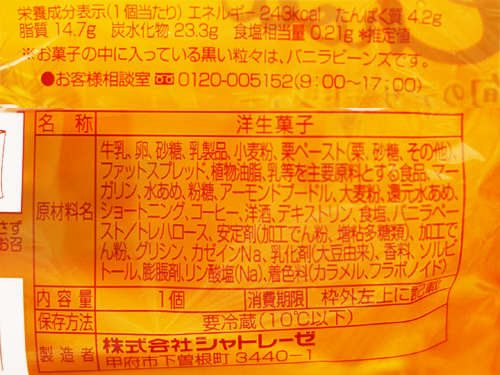 栄養成分表示(1個当たり) エネルギー 243kcal たんぱく質 4.2g
脂質 14.7g 炭水化物 23.3g 食塩相当量 0.21g *推定値
※お菓子の中に入っている黒い粒々は、バニラビーンズです。
●お客様相談室 0120-005152(9:00〜17:00)
名称 洋生菓子
原材料名 牛乳、卵、砂糖、乳製品、小麦粉、栗ペースト(栗、砂糖、その他)、
ファットスプレッド、植物油脂、乳等を主要原料とする食品、マー
ガリン、水あめ、粉糖、アーモンドプードル、大麦粉、還元水あめ、
ショートニング、コーヒー、洋酒、デキストリン、食塩、バニラペー
スト/トレハロース、安定剤(加工でん粉、増粘多糖類)、加工で
ん粉、グリシン、カゼインNa、乳化剤(大豆由来)、香料、ソルビ
トール、膨脹剤、リン酸塩(Na)、着色料(カラメル、フラボノイド)
内容量 1個 消費期限 枠外左上に記載
保存方法 要冷蔵(10℃以下)
製造者 株式会社シャトレーゼ
甲府市下曽根町3440-1
さず
お召